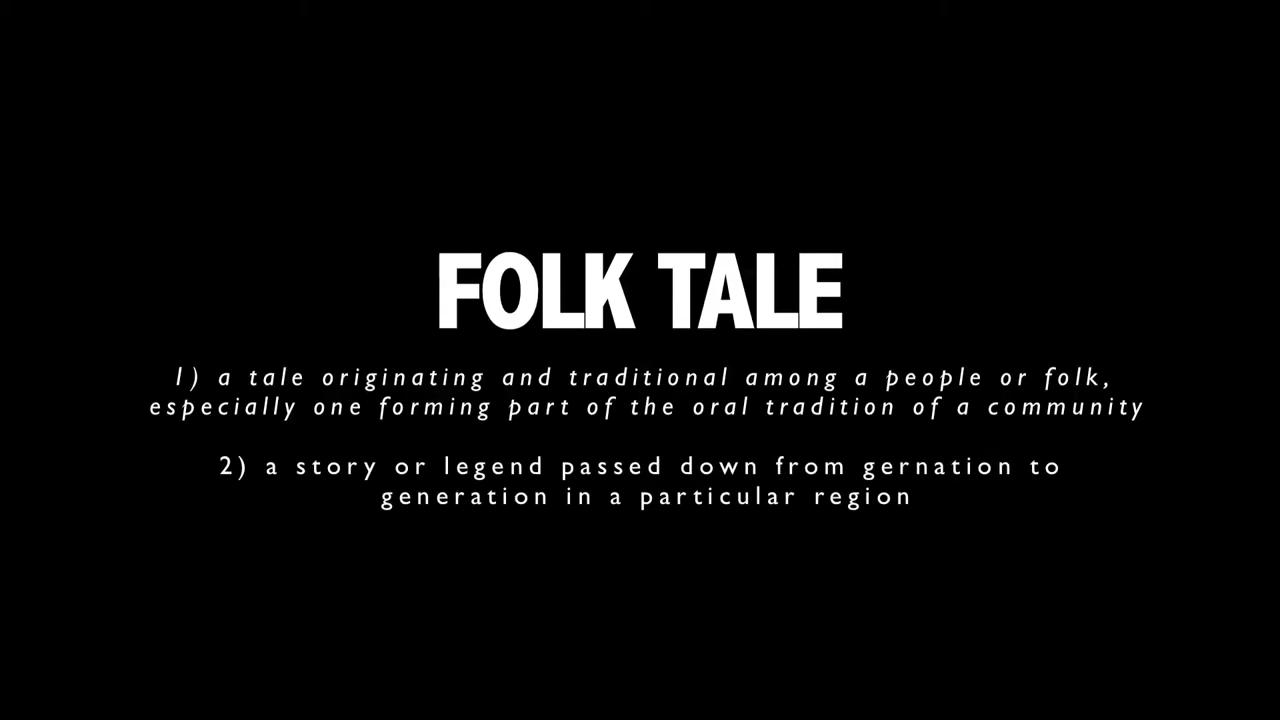 FOLK TALE
1) a tale originating and traditional among a people or folk,
especially one forming part of the oral tradition of a community
2) a story or legend passed down from gernation to
generation in a particular region